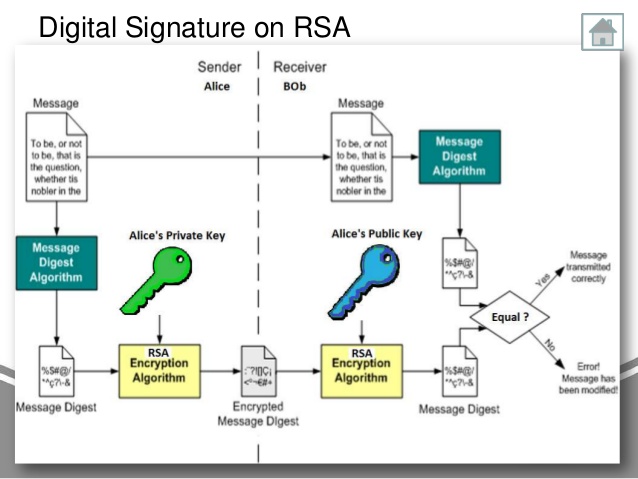 Digital Signature on RSA
Sender
Receiver
Alice
BOb
Message
To be, or not
to be, that is
the question,
whether tis
nobler in the
Message
To be, or not
to be, that is
the question,
whether tis
nobler in the
Message
Digest
Algorithm
Message
Digest
Algorithm
Alice's Private Key
Alice's Public Key
%$#@/
*^ç?\-&
Equal ?
Yes
Message
transmitted
correctly
No
Error!
Message has
been modified!
%$#@/
*^ç?\-&
Message Digest
RSA
Encryption
Algorithm
Encrypted
Message DIgest
RSA
Encryption
Algorithm
%$#@/
*^ç?\-&
Message Digest